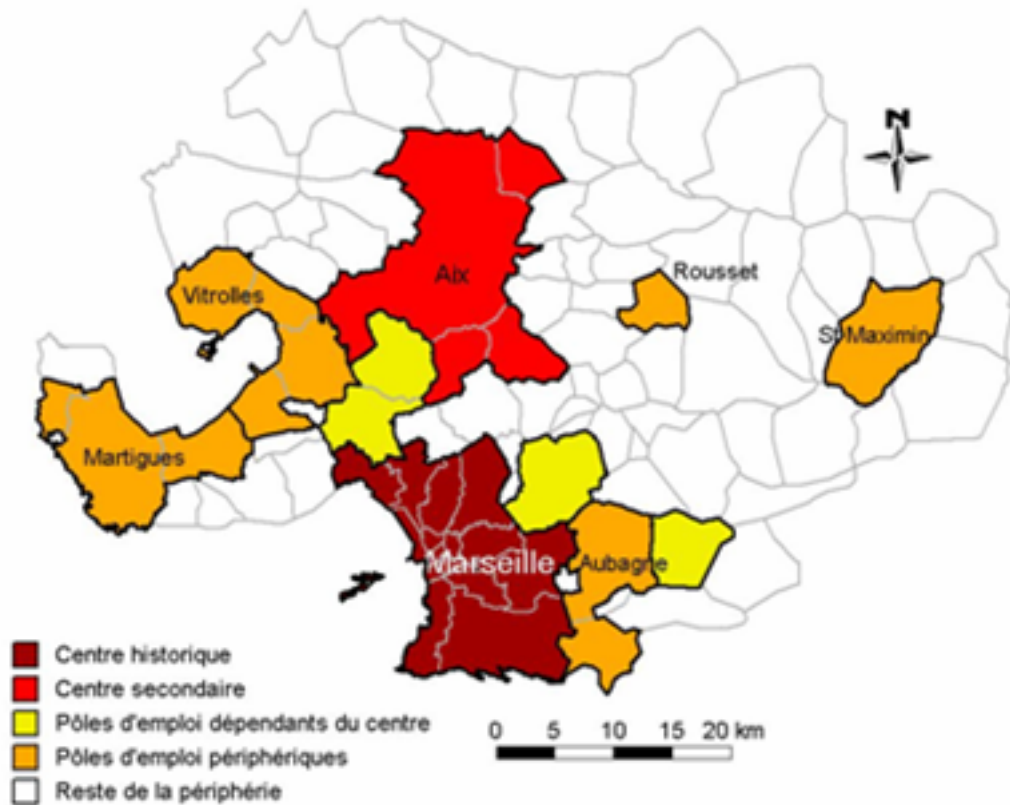 N
Rousset
Aix
Vitrolles
St Maximin
Martigues
Marseille
Aubagne
Centre historique
Centre secondaire
Pôles d'emploi dépendants du centre
Pôles d'emploi périphériques
Reste de la périphérie
0 5 10 15 20 km